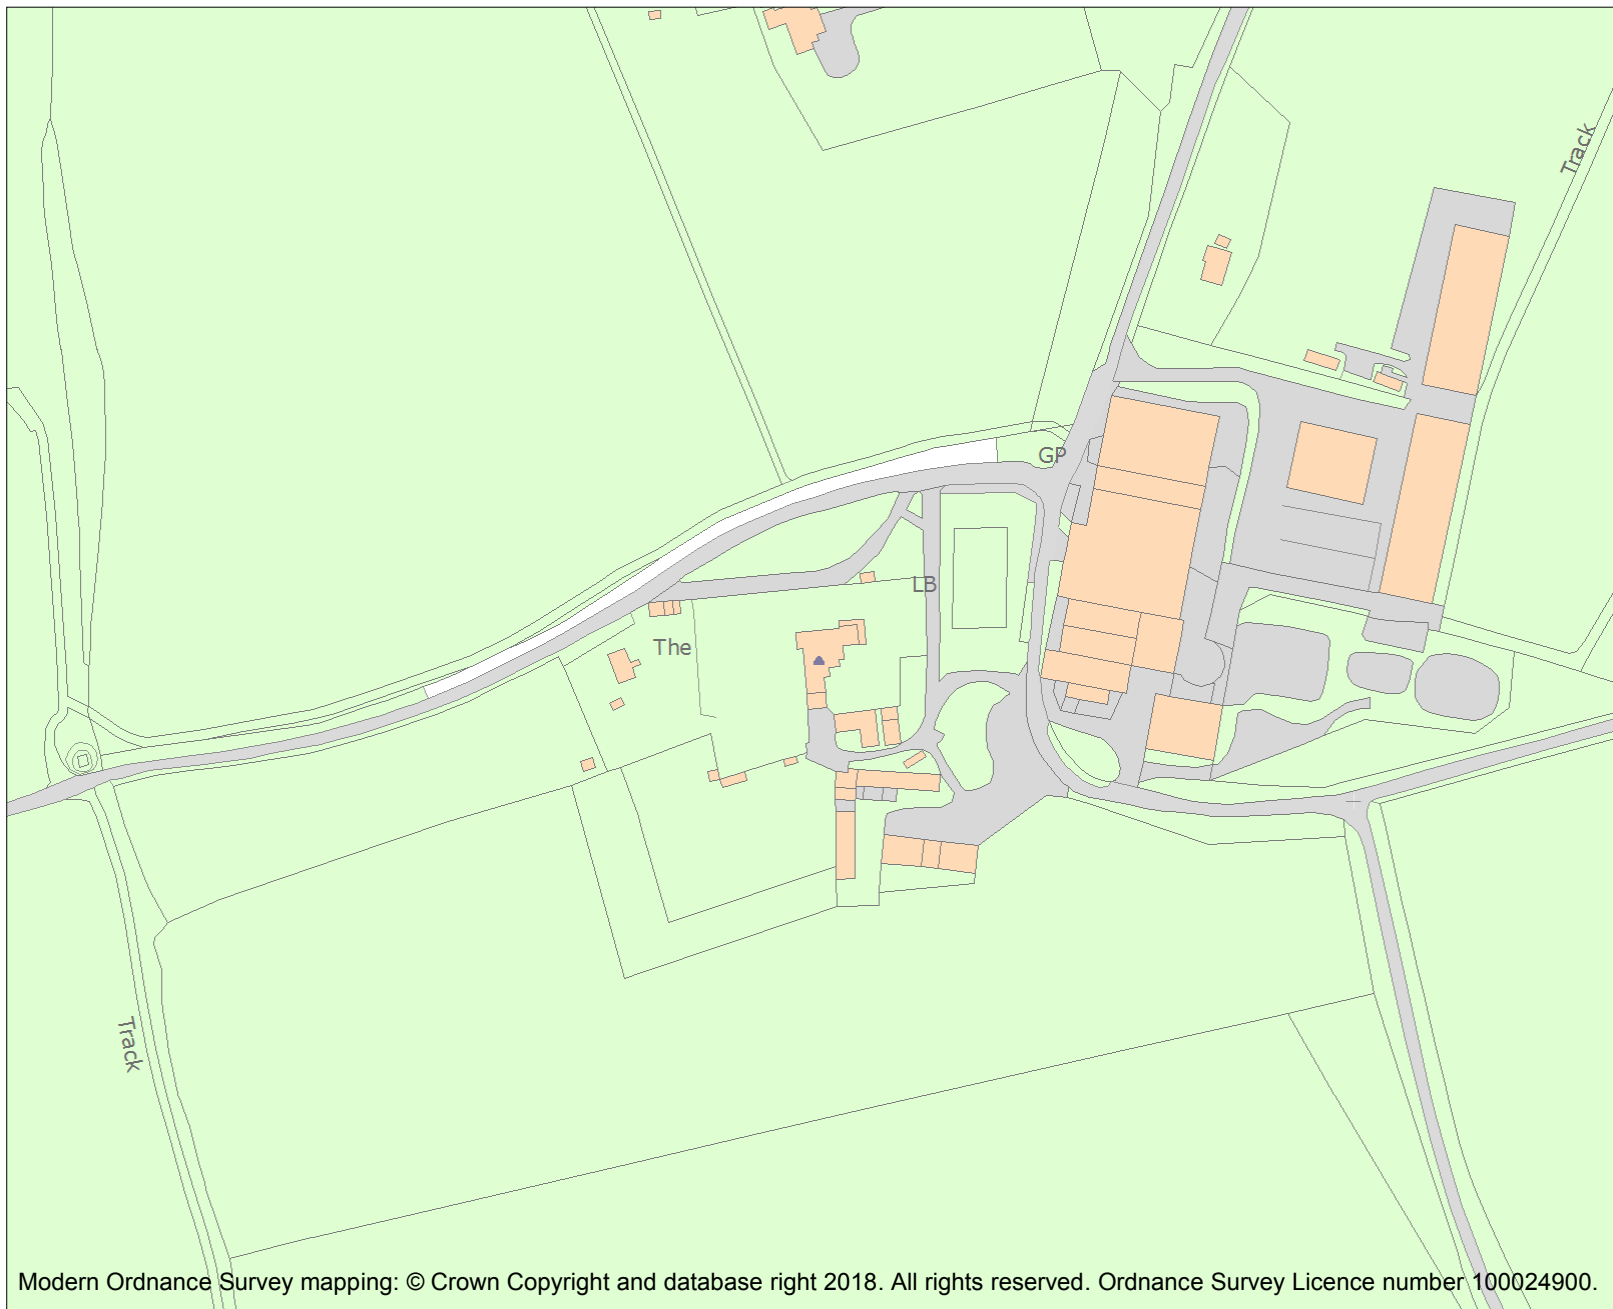 Track
GP
LB
The
Track
Modern Ordnance Survey mapping: © Crown Copyright and database right 2018. All rights reserved. Ordnance Survey Licence number 100024900.